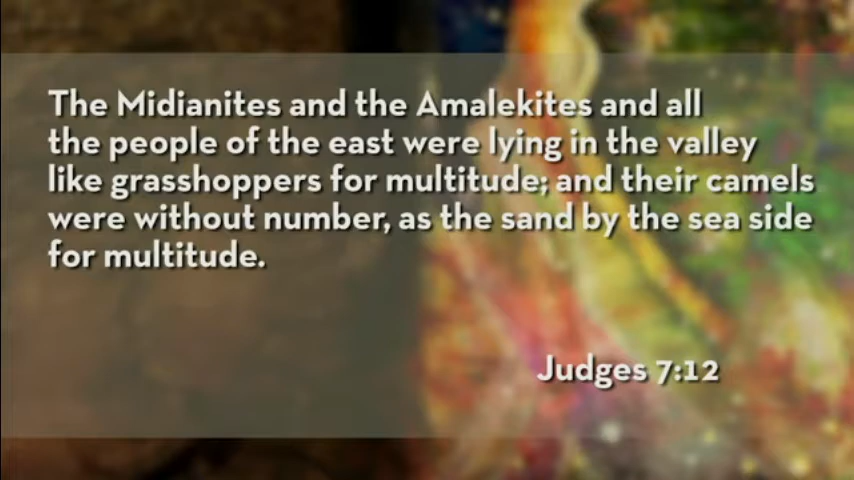 The Midianites and the Amalekites and all
the people of the east were lying in the valley
like grasshoppers for multitude; and their camels
were without number, as the sand by the sea side
for multitude.
Judges 7:12